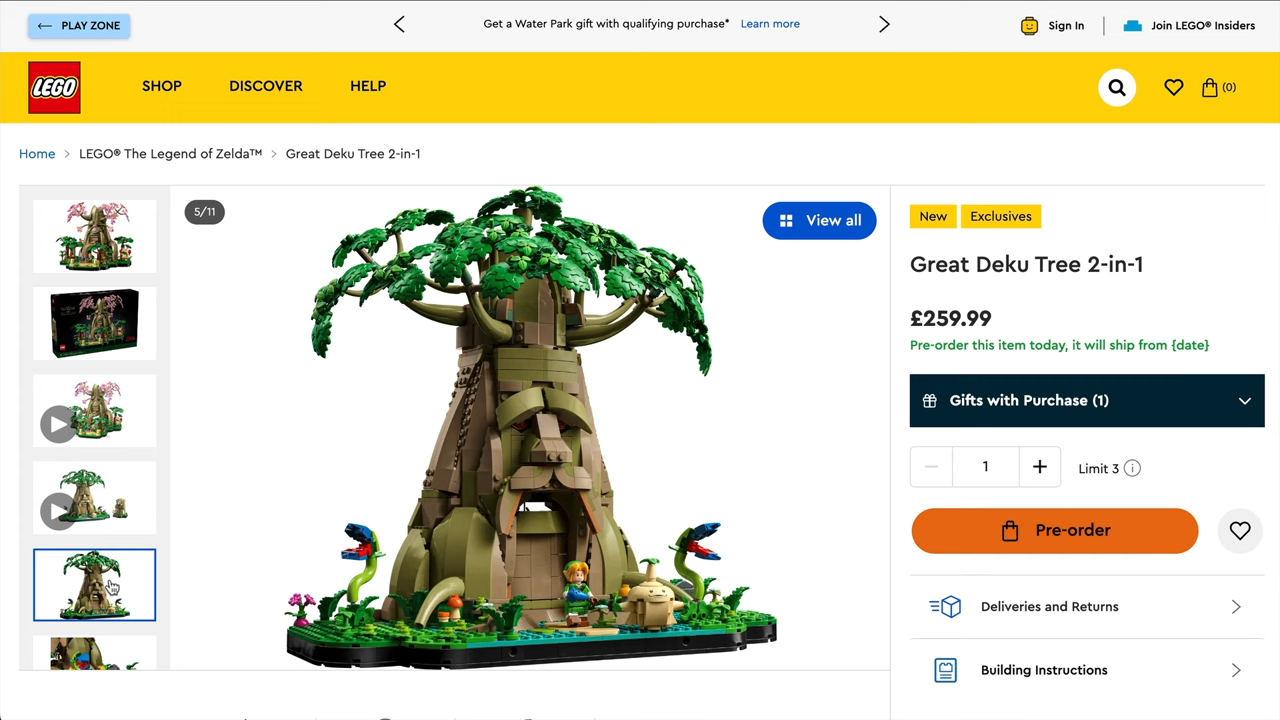 PLAY ZONE
Get a Water Park gift with qualifying purchase* Learn more
Sign In
Join LEGO® Insiders
LEGO
SHOP
DISCOVER
HELP
(0)
Home > LEGO® The Legend of Zelda™ > Great Deku Tree 2-in-1
5/11
View all
New
Exclusives
Great Deku Tree 2-in-1
£259.99
Pre-order this item today, it will ship from {date}
Gifts with Purchase (1)
1
Limit 3
Pre-order
Deliveries and Returns
Building Instructions